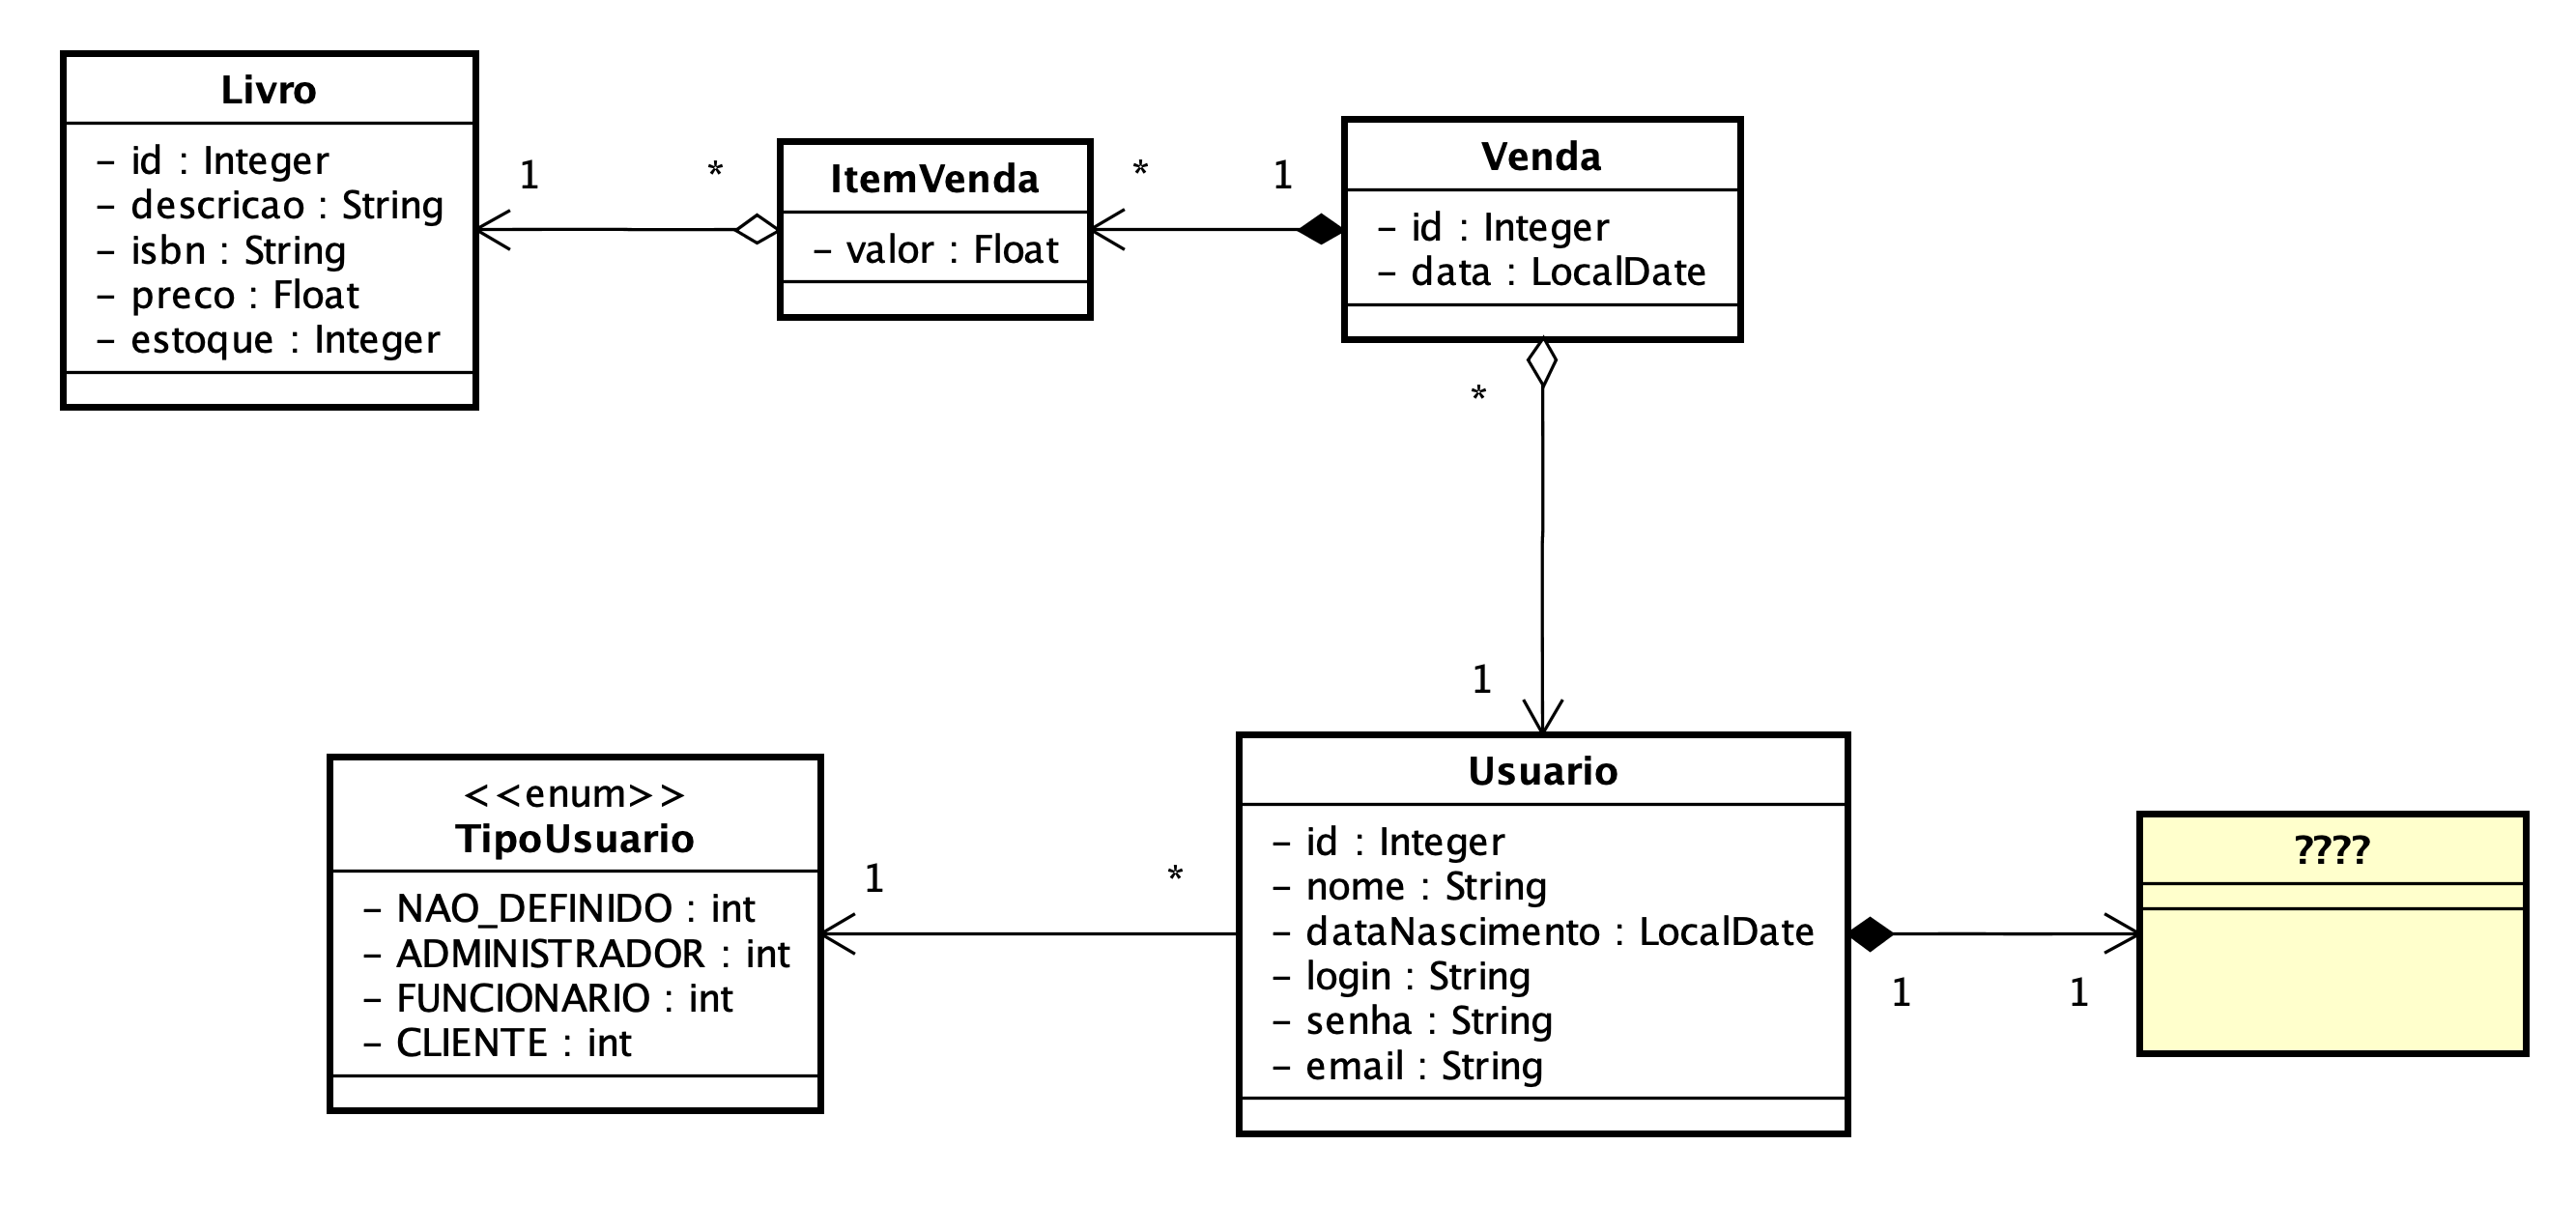 Livro
- id : Integer
- descricao : String
- isbn : String
- preco : Float
- estoque : Integer
1
*
ItemVenda
- valor : Float
*
1
Venda
- id : Integer
- data : LocalDate
*
1
<<enum>>
TipoUsuario
- NAO_DEFINIDO : int
- ADMINISTRADOR : int
- FUNCIONARIO : int
- CLIENTE : int
1
*
Usuario
- id : Integer
- nome : String
- dataNascimento : LocalDate
- login : String
- senha : String
- email : String
1
1
????